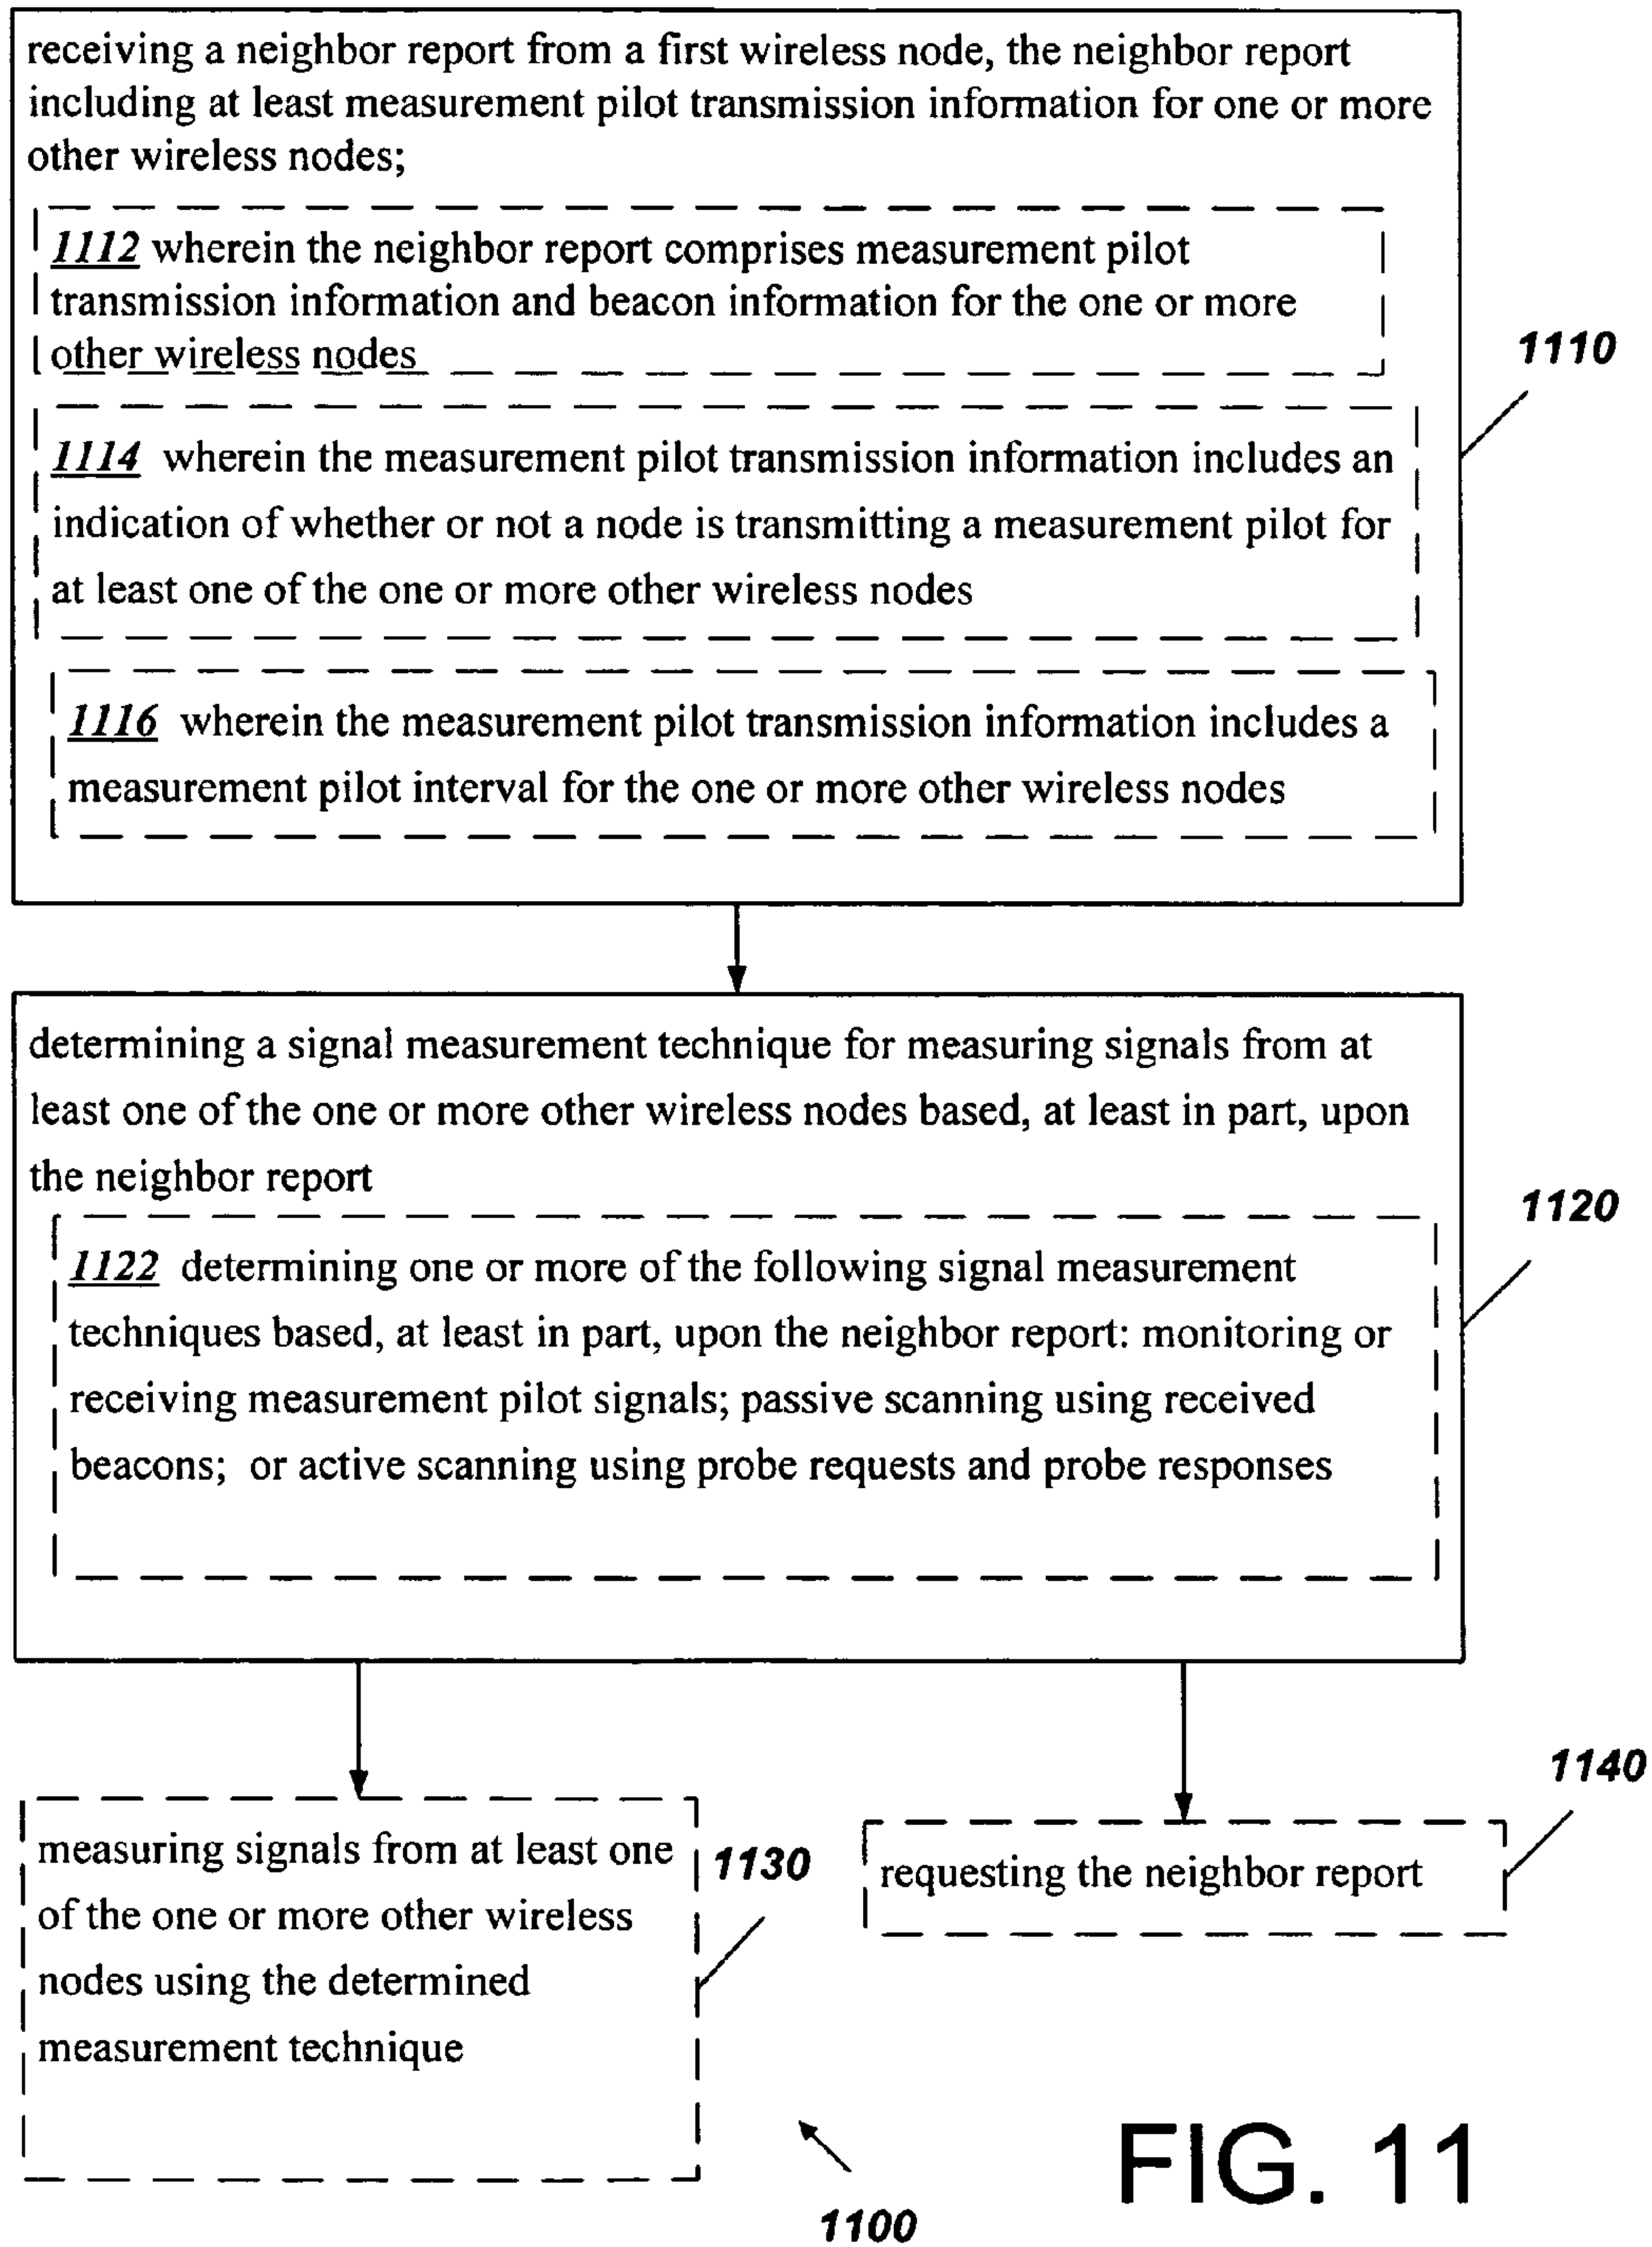 receiving a neighbor report from a first wireless node, the neighbor report
including at least measurement pilot transmission information for one or more
other wireless nodes;
1112 wherein the neighbor report comprises measurement pilot
transmission information and beacon information for the one or more
other wireless nodes
1110
1114 wherein the measurement pilot transmission information includes an
indication of whether or not a node is transmitting a measurement pilot for
at least one of the one or more other wireless nodes
1116 wherein the measurement pilot transmission information includes a
measurement pilot interval for the one or more other wireless nodes
determining a signal measurement technique for measuring signals from at
least one of the one or more other wireless nodes based, at least in part, upon
the neighbor report
1120
1122 determining one or more of the following signal measurement
techniques based, at least in part, upon the neighbor report: monitoring or
receiving measurement pilot signals; passive scanning using received
beacons; or active scanning using probe requests and probe responses
measuring signals from at least one
of the one or more other wireless
nodes using the determined
measurement technique
1130
requesting the neighbor report
1140
1100
FIG. 11